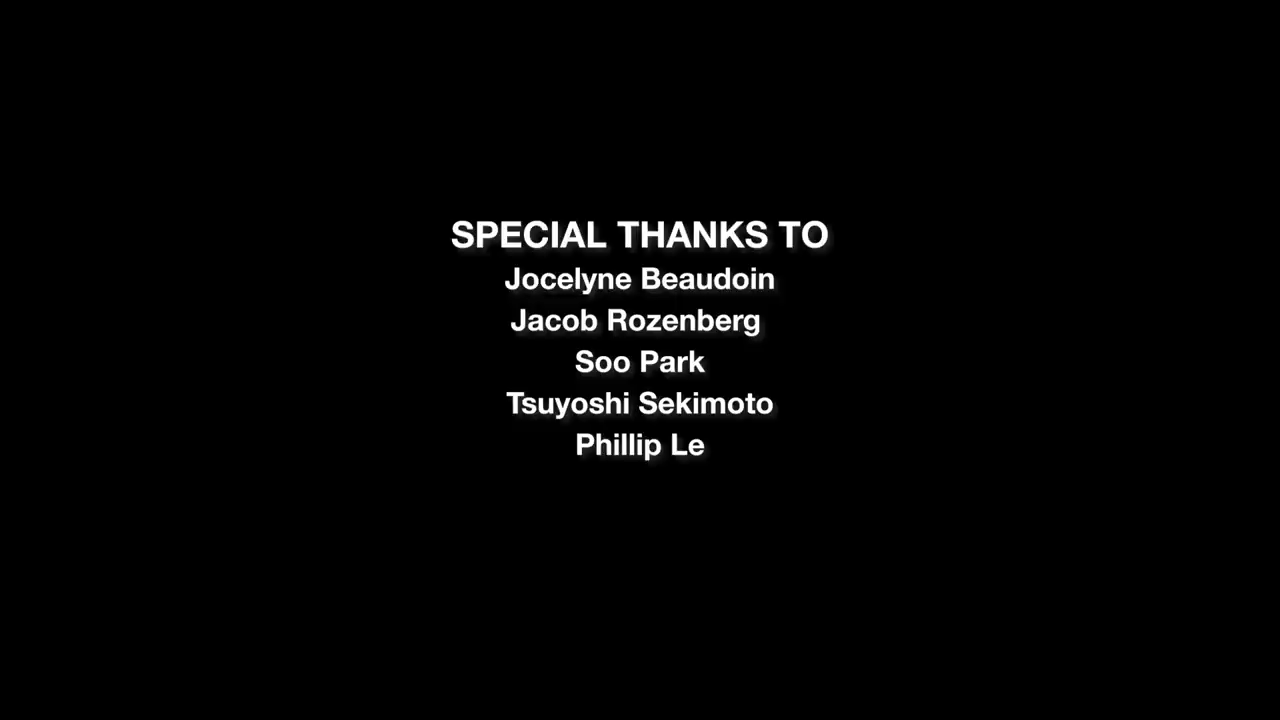 SPECIAL THANKS TO
Jocelyne Beaudoin
Jacob Rozenberg
Soo Park
Tsuyoshi Sekimoto
Phillip Le